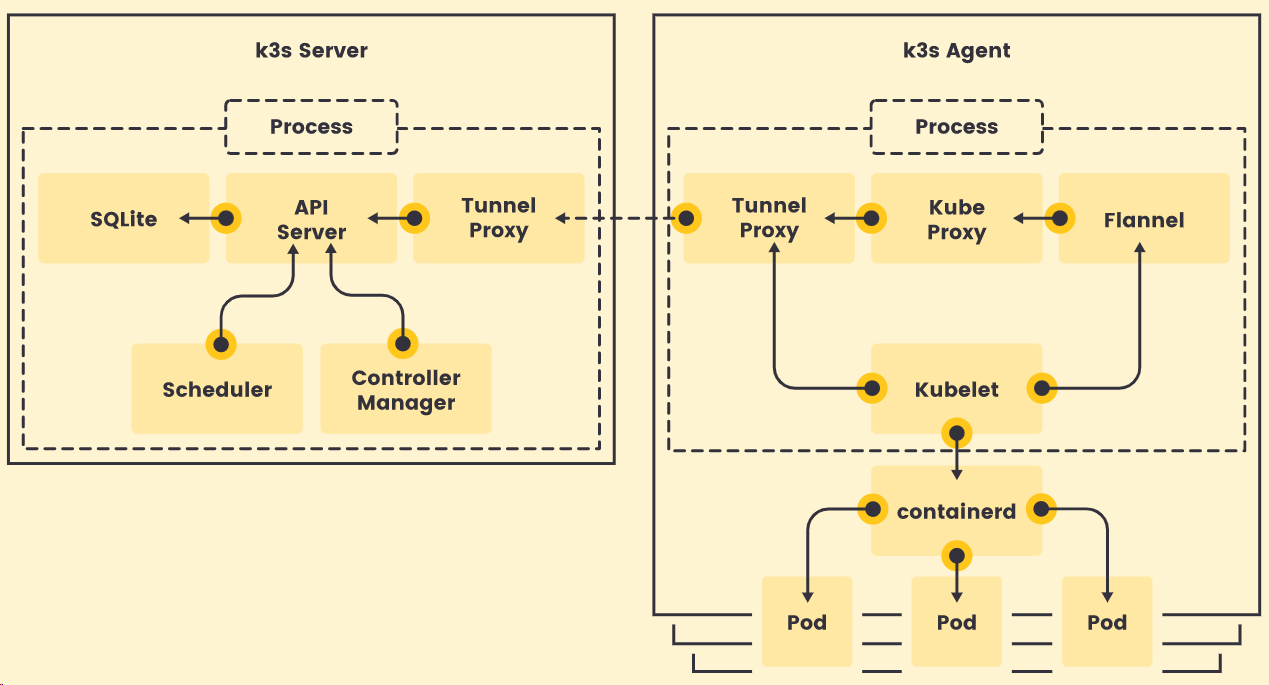 k3s Server
Process
SQLite
API
Server
Tunnel
Proxy
Scheduler
Controller
Manager
k3s Agent
Process
Tunnel
Proxy
Kube
Proxy
Flannel
Kubelet
containerd
Pod
Pod
Pod